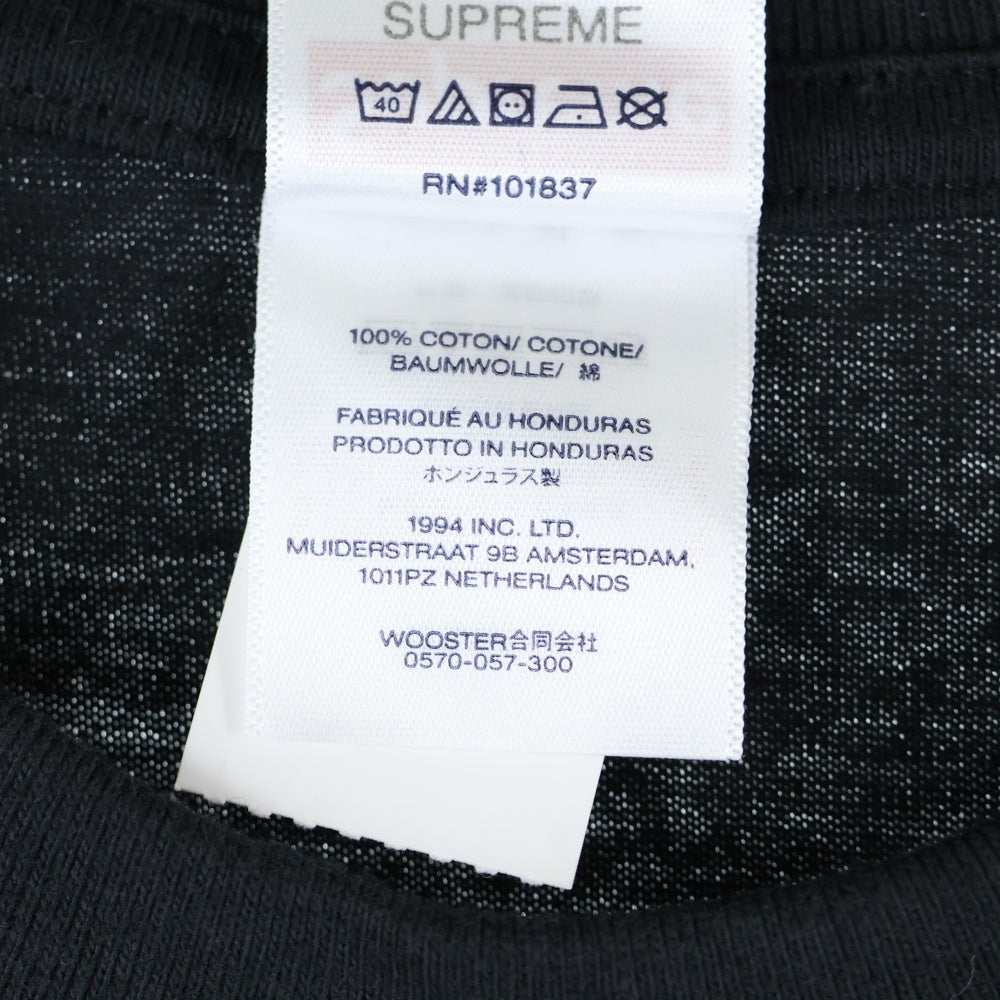 SUPREME
40
RN#101837
100% COTON/ COTONE/
BAUMWOLLE/ 綿
FABRIQUÉ AU HONDURAS
PRODOTTO IN HONDURAS
ホンジュラス製
1994 INC. LTD.
MUIDERSTRAAT 9B AMSTERDAM,
1011PZ NETHERLANDS
WOOSTER合同会社
0570-057-300